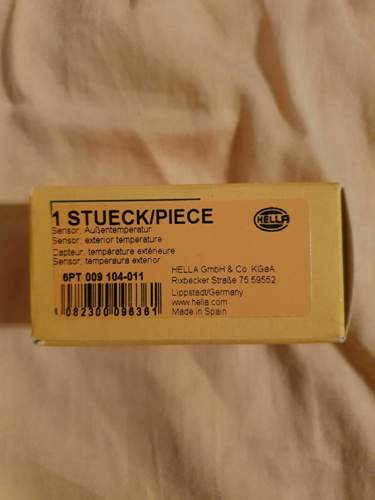 1 STUECK/PIECE
HELLA
Sensor, Außentemperatur
Sensor, exterior temperature
Capteur, température extérieure
Sensor, temperaura exterior
6PT 009 104-011
HELLA GmbH & Co. KGaA
Rixbecker Straße 75 59552
Lippstadt/Germany
www.hella.com
Made in Spain
4 082300 096361